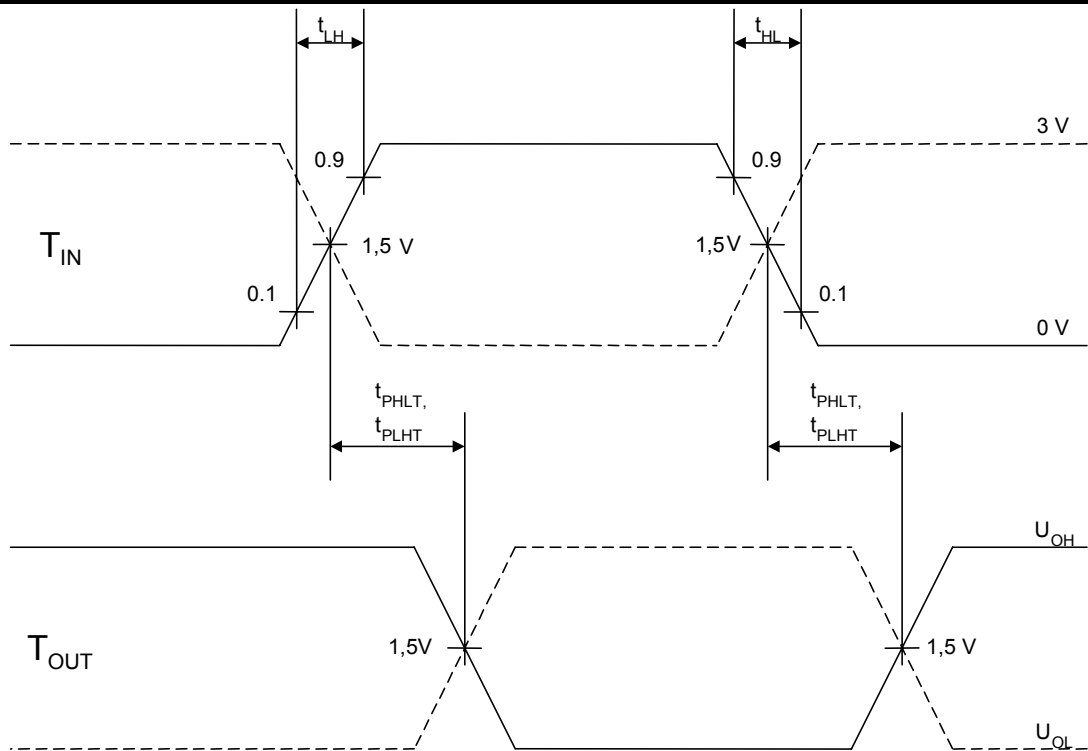 t_LH
t_HL
3 V
0.9
0.9
T_IN
1,5 V
1,5V
0.1
0.1
0 V
t_PHLT,
t_PLHT
t_PHLT,
t_PLHT
U_OH
T_OUT
1,5V
1,5 V
U_OL